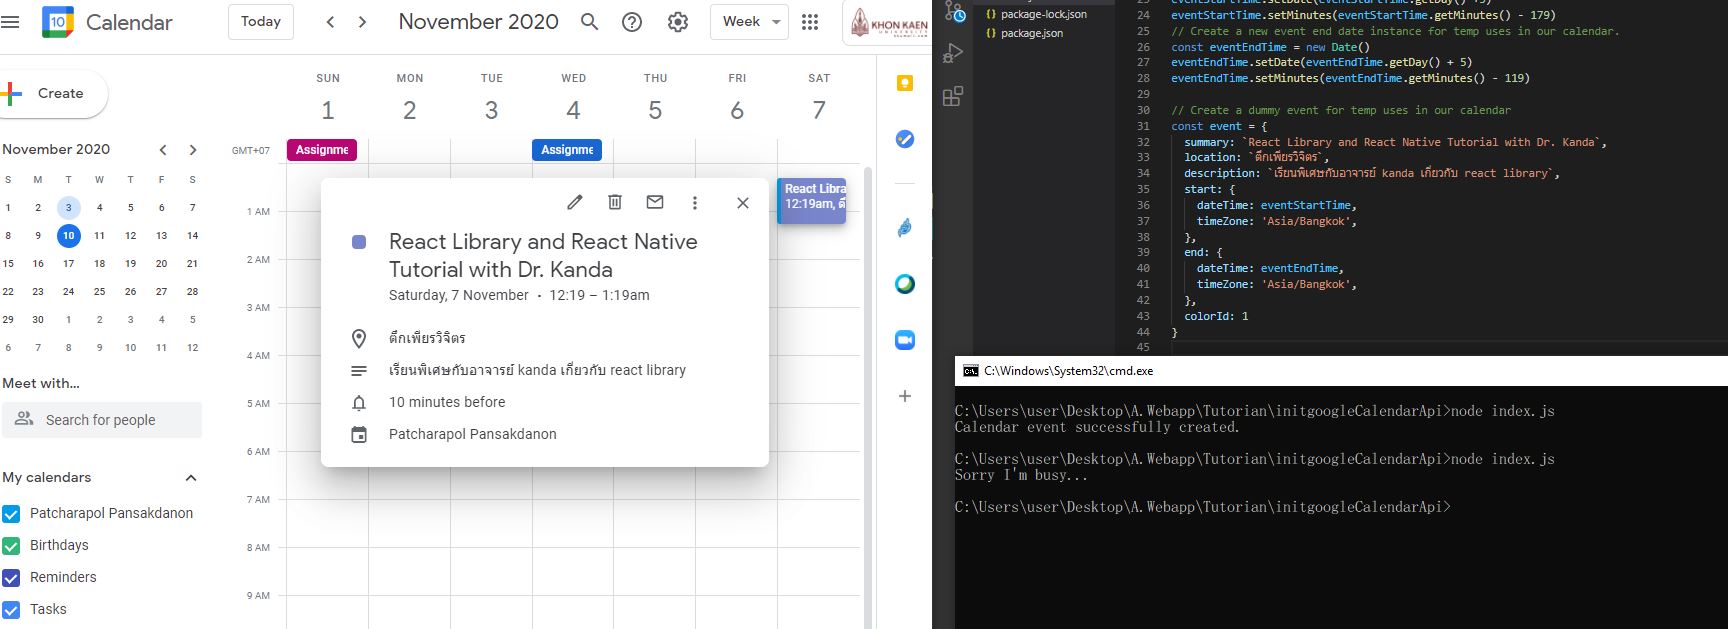 10
Calendar
Today
November 2020
Week
KHON KAEN
UNIVERSITY
Create
SUN MON TUE WED THU FRI SAT
1 2 3 4 5 6 7
November 2020
S M T W T F S
1 2 3 4 5 6 7
8 9 10 11 12 13 14
15 16 17 18 19 20 21
22 23 24 25 26 27 28
29 30 1 2 3 4 5
6 7 8 9 10 11 12
GMT+07
Assignme
Assignme
1 AM
2 AM
3 AM
4 AM
5 AM
6 AM
7 AM
8 AM
9 AM
React Libra
12:19am, ตึ
React Library and React Native
Tutorial with Dr. Kanda
Saturday, 7 November • 12:19 – 1:19am
ตึกเพียรวิจิตร
เรียนพิเศษกับอาจารย์ kanda เกี่ยวกับ react library
10 minutes before
Patcharapol Pansakdanon
Meet with...
Search for people
My calendars
Patcharapol Pansakdanon
Birthdays
Reminders
Tasks
{} package-lock.json
{} package.json
24 eventStartTime.setMinutes(eventStartTime.getMinutes() - 179)
25 // Create a new event end date instance for temp uses in our calendar.
26 const eventEndTime = new Date()
27 eventEndTime.setDate(eventEndTime.getDay() + 5)
28 eventEndTime.setMinutes(eventEndTime.getMinutes() - 119)
29
30 // Create a dummy event for temp uses in our calendar
31 const event = {
32 summary: `React Library and React Native Tutorial with Dr. Kanda`,
33 location: `ตึกเพียรวิจิตร`,
34 description: `เรียนพิเศษกับอาจารย์ kanda เกี่ยวกับ react library`,
35 start: {
36 dateTime: eventStartTime,
37 timeZone: 'Asia/Bangkok',
38 },
39 end: {
40 dateTime: eventEndTime,
41 timeZone: 'Asia/Bangkok',
42 },
43 colorId: 1
44 }
45
C:\Windows\System32\cmd.exe
C:\Users\user\Desktop\A.Webapp\Tutorian\initgoogleCalendarApi>node index.js
Calendar event successfully created.
C:\Users\user\Desktop\A.Webapp\Tutorian\initgoogleCalendarApi>node index.js
Sorry I'm busy...
C:\Users\user\Desktop\A.Webapp\Tutorian\initgoogleCalendarApi>